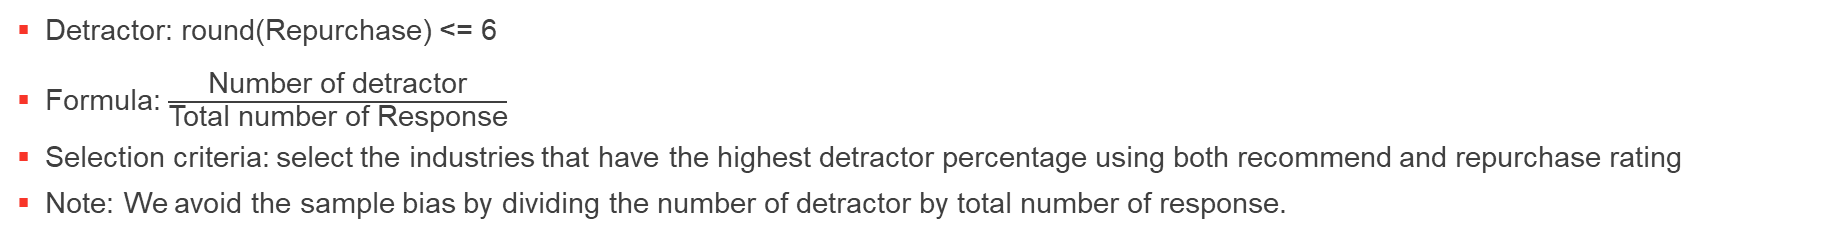 ▪ Detractor: round(Repurchase) <= 6
Number of detractor
▪ Formula:
Total number of Response
▪ Selection criteria: select the industries that have the highest detractor percentage using both recommend and repurchase rating
▪ Note: We avoid the sample bias by dividing the number of detractor by total number of response.